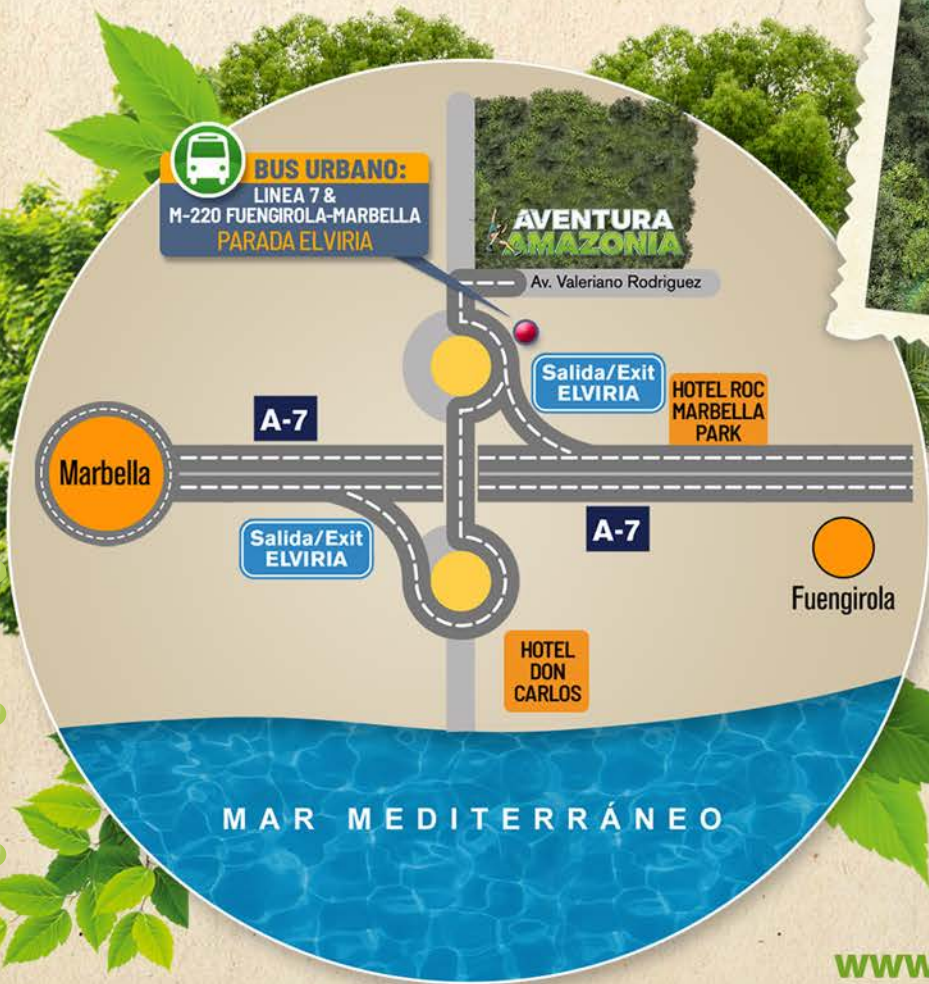 BUS URBANO:
LINEA 7 &
M-220 FUENGIROLA-MARBELLA
PARADA ELVIRIA
AVENTURA
AMAZONIA
Av. Valeriano Rodriguez
Salida/Exit
ELVIRIA
HOTEL ROC
MARBELLA
PARK
A-7
Marbella
Salida/Exit
ELVIRIA
A-7
Fuengirola
HOTEL
DON
CARLOS
MAR MEDITERRÁNEO
www